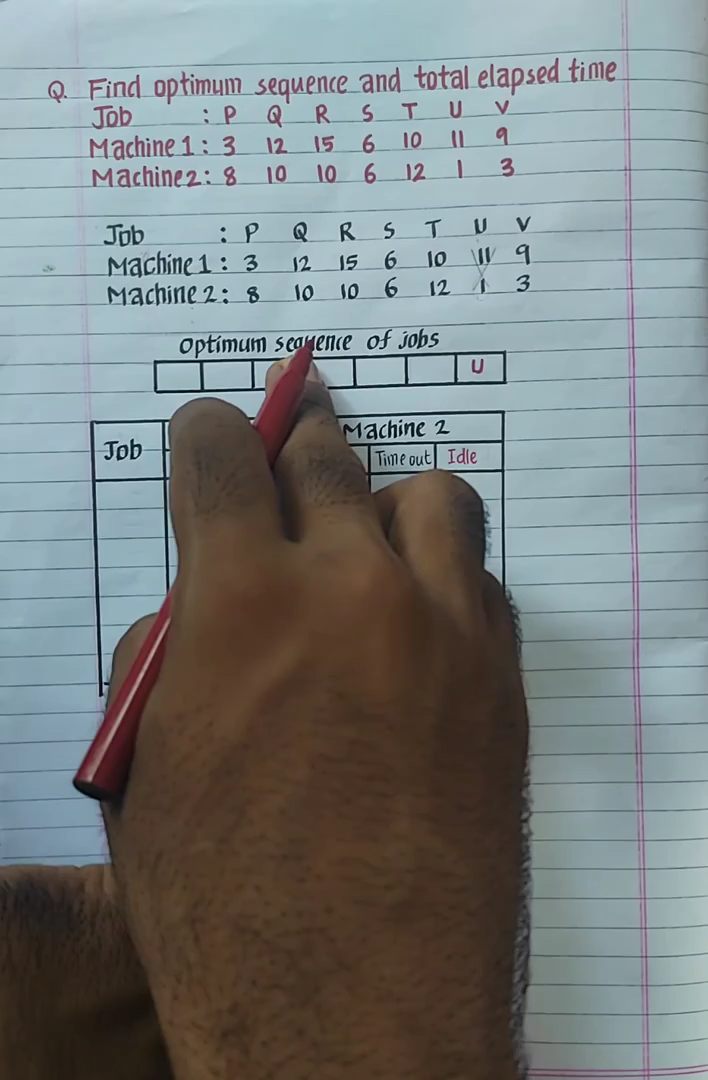 Q. Find optimum sequence and total elapsed time
Job : P Q R S T U V
Machine 1 : 3 12 15 6 10 11 9
Machine 2 : 8 10 10 6 12 1 3
Job : P Q R S T U V
Machine 1 : 3 12 15 6 10 11 9
Machine 2 : 8 10 10 6 12 1 3
Optimum sequence of jobs
U
Job Machine 2
Time out Idle